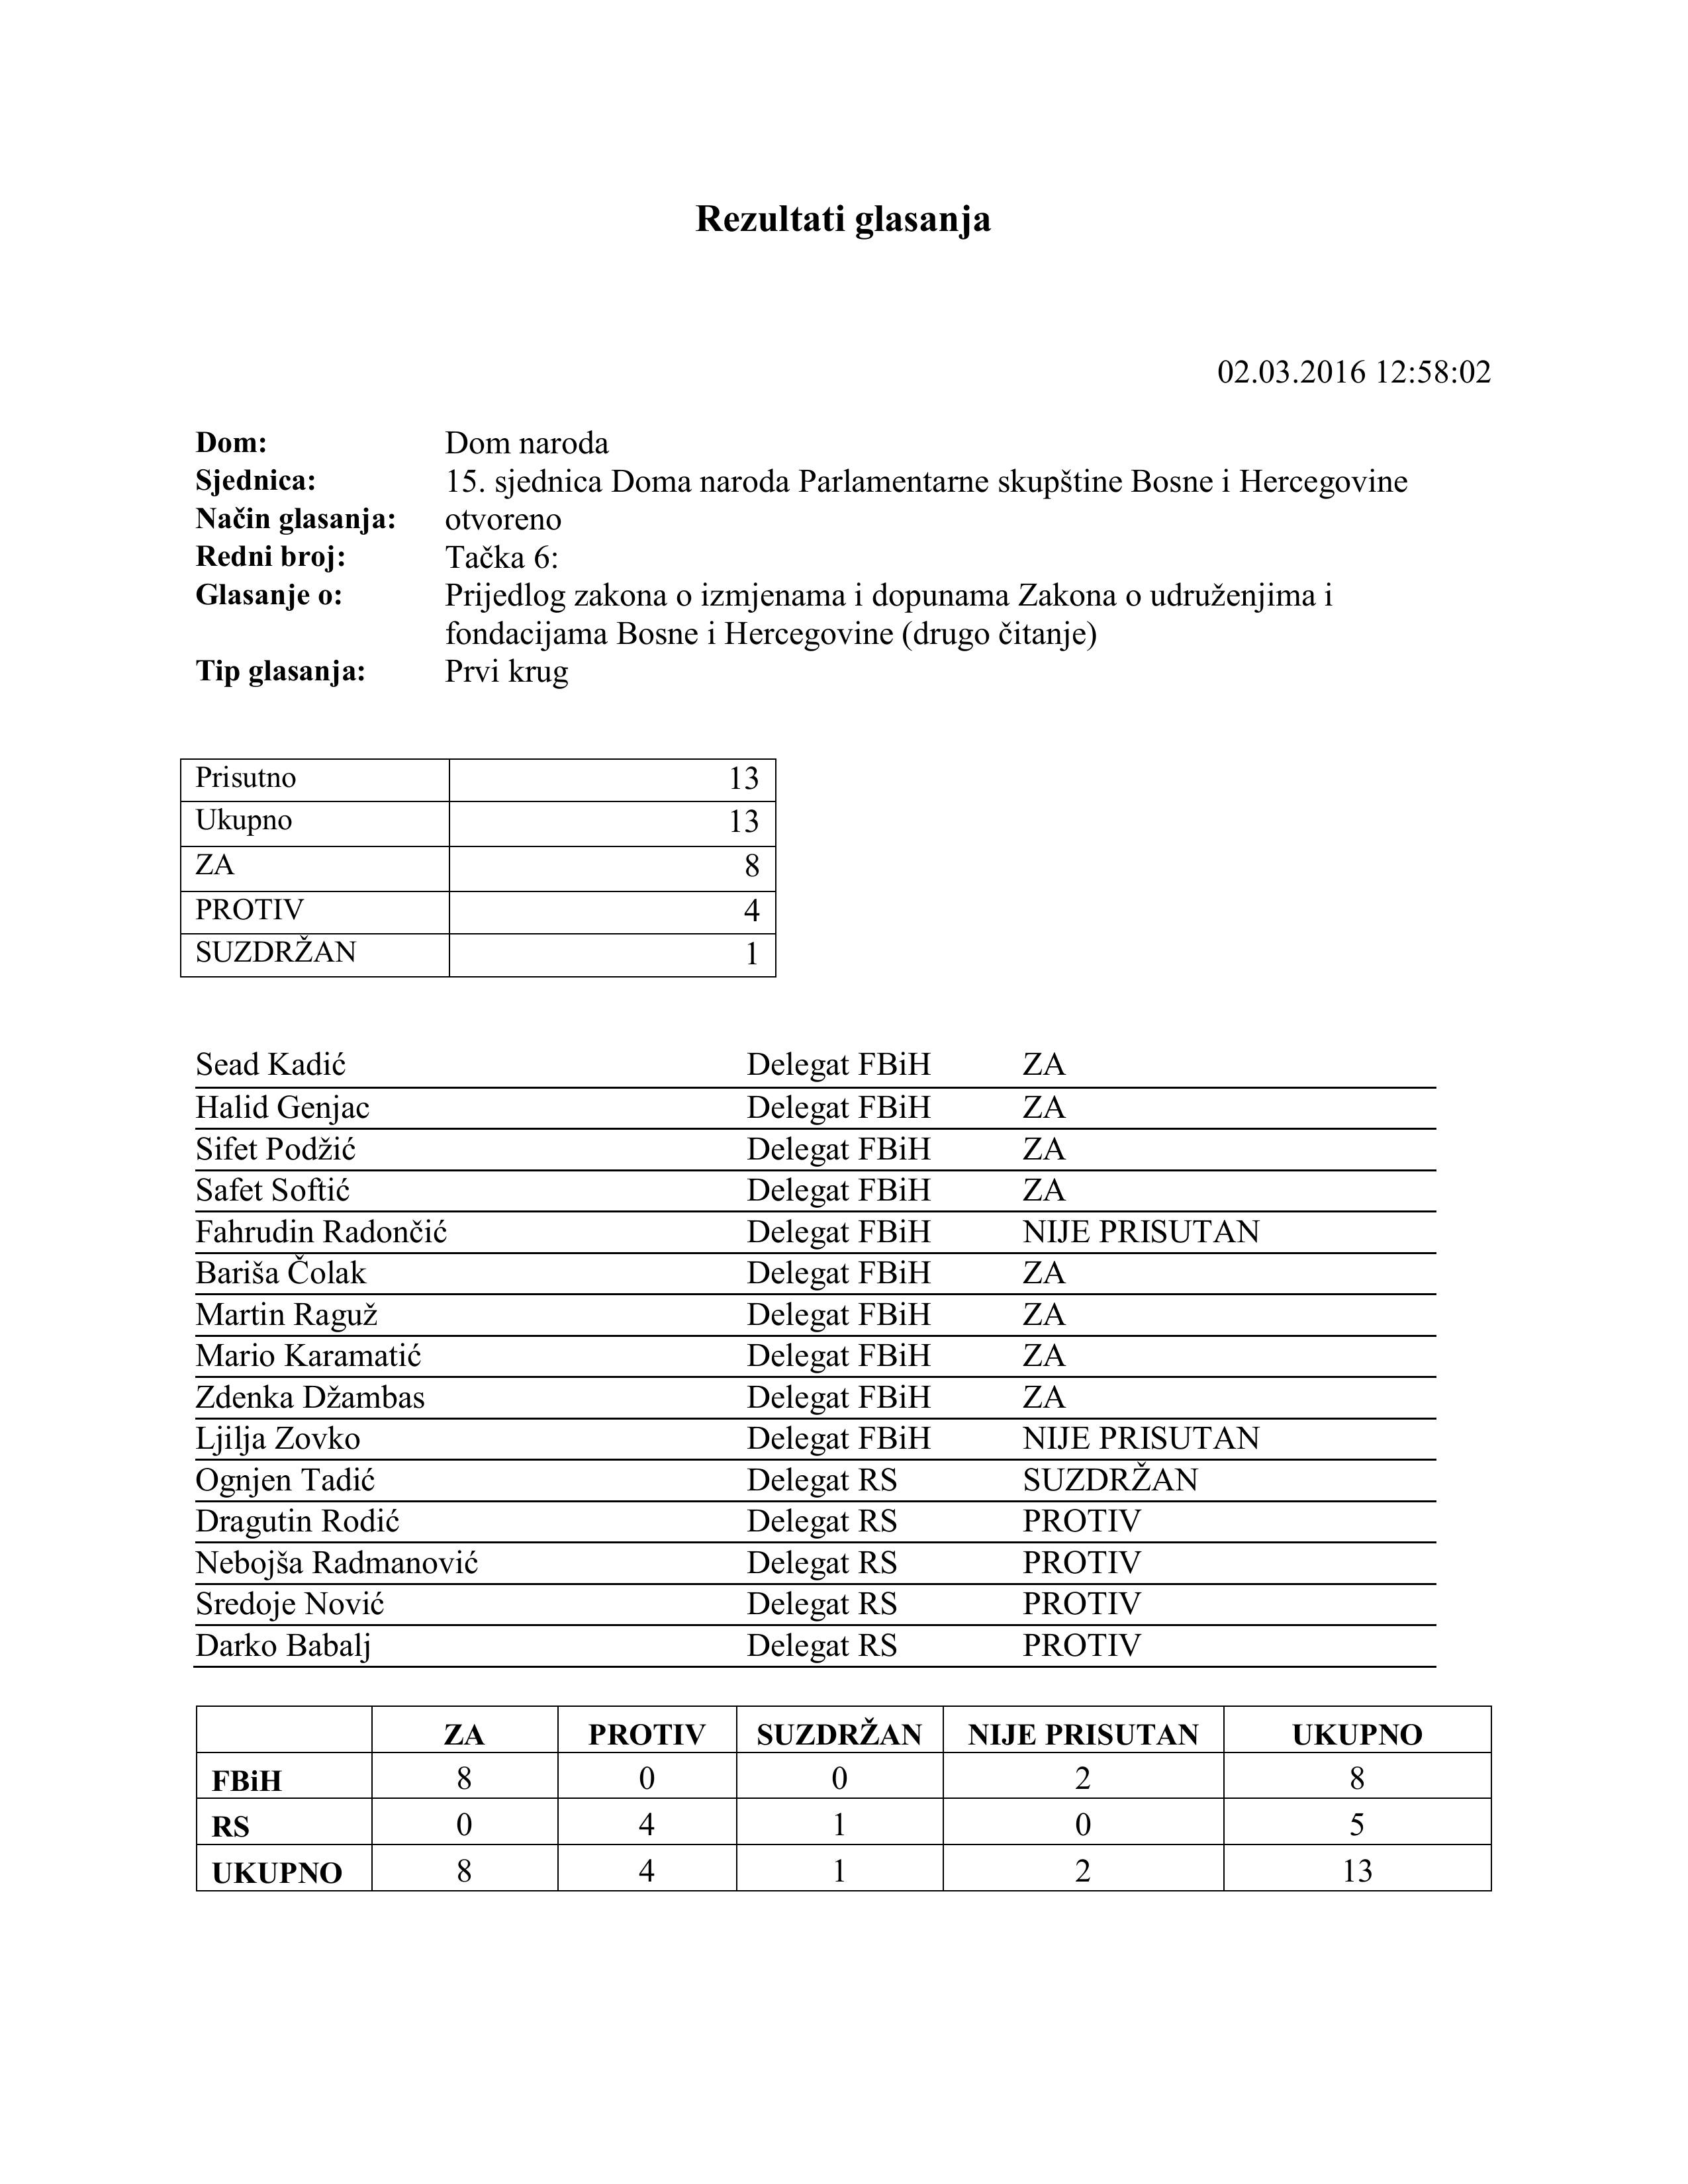 Rezultati glasanja
02.03.2016 12:58:02
Dom: Dom naroda
Sjednica: 15. sjednica Doma naroda Parlamentarne skupštine Bosne i Hercegovine
Način glasanja: otvoreno
Redni broj: Tačka 6:
Glasanje o: Prijedlog zakona o izmjenama i dopunama Zakona o udruženjima i
fondacijama Bosne i Hercegovine (drugo čitanje)
Tip glasanja: Prvi krug
Prisutno 13
Ukupno 13
ZA 8
PROTIV 4
SUZDRŽAN 1
Sead Kadić Delegat FBiH ZA
Halid Genjac Delegat FBiH ZA
Sifet Podžić Delegat FBiH ZA
Safet Softić Delegat FBiH ZA
Fahrudin Radončić Delegat FBiH NIJE PRISUTAN
Bariša Čolak Delegat FBiH ZA
Martin Raguž Delegat FBiH ZA
Mario Karamatić Delegat FBiH ZA
Zdenka Džambas Delegat FBiH ZA
Ljilja Zovko Delegat FBiH NIJE PRISUTAN
Ognjen Tadić Delegat RS SUZDRŽAN
Dragutin Rodić Delegat RS PROTIV
Nebojša Radmanović Delegat RS PROTIV
Sredoje Nović Delegat RS PROTIV
Darko Babalj Delegat RS PROTIV
ZA PROTIV SUZDRŽAN NIJE PRISUTAN UKUPNO
FBiH 8 0 0 2 8
RS 0 4 1 0 5
UKUPNO 8 4 1 2 13